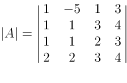 |A| = | 1 -5 1 3 |
| 1 1 3 4 |
| 1 1 2 3 |
| 2 2 3 4 |